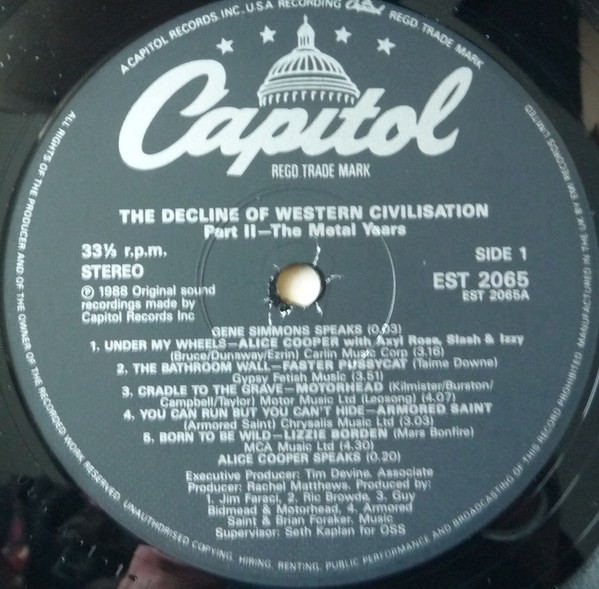 A CAPITOL RECORDS, INC., U.S.A. RECORDING Capitol REGD. TRADE MARK
Capitol
REGD TRADE MARK
THE DECLINE OF WESTERN CIVILISATION
Part II—The Metal Years
33⅓ r.p.m.
STEREO
℗ 1988 Original sound
recordings made by
Capitol Records Inc
SIDE 1
EST 2065
EST 2065A
GENE SIMMONS SPEAKS (0.03)
1. UNDER MY WHEELS—ALICE COOPER with Axyl Rose, Slash & Izzy
(Bruce/Dunnway/Ezrin) Carlin Music Corp (3.16)
2. THE BATHROOM WALL—FASTER PUSSYCAT (Taime Downe)
Gypsy Fetish Music (3.51)
3. CRADLE TO THE GRAVE—MOTORHEAD (Kilmister/Burston/
Campbell/Taylor) Motor Music Ltd (Leosong) (4.07)
4. YOU CAN RUN BUT YOU CAN'T HIDE—ARMORED SAINT
(Armored Saint) Chrysalis Music Ltd (3.03)
5. BORN TO BE WILD—LIZZIE BORDEN (Mars Bonfire)
MCA Music Ltd (4.30)
ALICE COOPER SPEAKS (0.20)
Executive Producer: Tim Devine. Associate
Producer: Rachel Matthews. Produced by:
1. Jim Faraci, 2. Ric Browde, 3. Guy
Bidmead & Motorhead, 4. Armored
Saint & Brian Foraker. Music
Supervisor: Seth Kaplan for OSS
ALL RIGHTS OF THE PRODUCER AND OF THE OWNER OF THE RECORDED WORK RESERVED. UNAUTHORISED COPYING, HIRING, RENTING, PUBLIC PERFORMANCE AND BROADCASTING OF THIS RECORD PROHIBITED. MANUFACTURED IN THE UK BY EMI RECORDS LIMITED